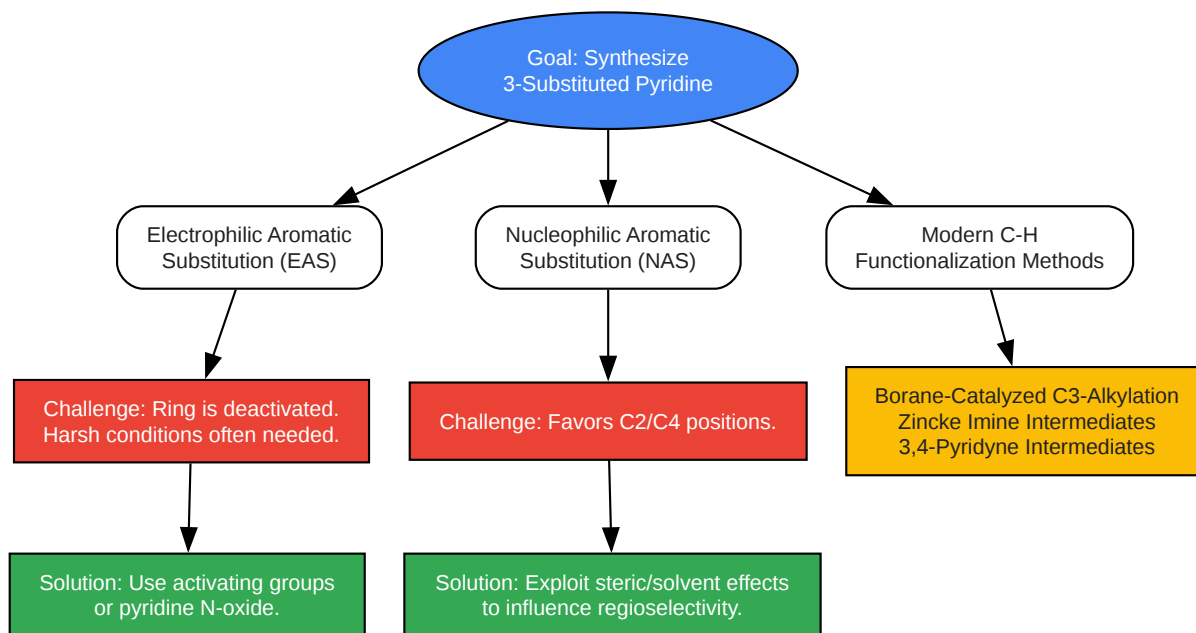 Goal: Synthesize
3-Substituted Pyridine
Electrophilic Aromatic
Substitution (EAS)
Nucleophilic Aromatic
Substitution (NAS)
Modern C-H
Functionalization Methods
Challenge: Ring is deactivated.
Harsh conditions often needed.
Challenge: Favors C2/C4 positions.
Borane-Catalyzed C3-Alkylation
Zincke Imine Intermediates
3,4-Pyridyne Intermediates
Solution: Use activating groups
or pyridine N-oxide.
Solution: Exploit steric/solvent effects
to influence regioselectivity.